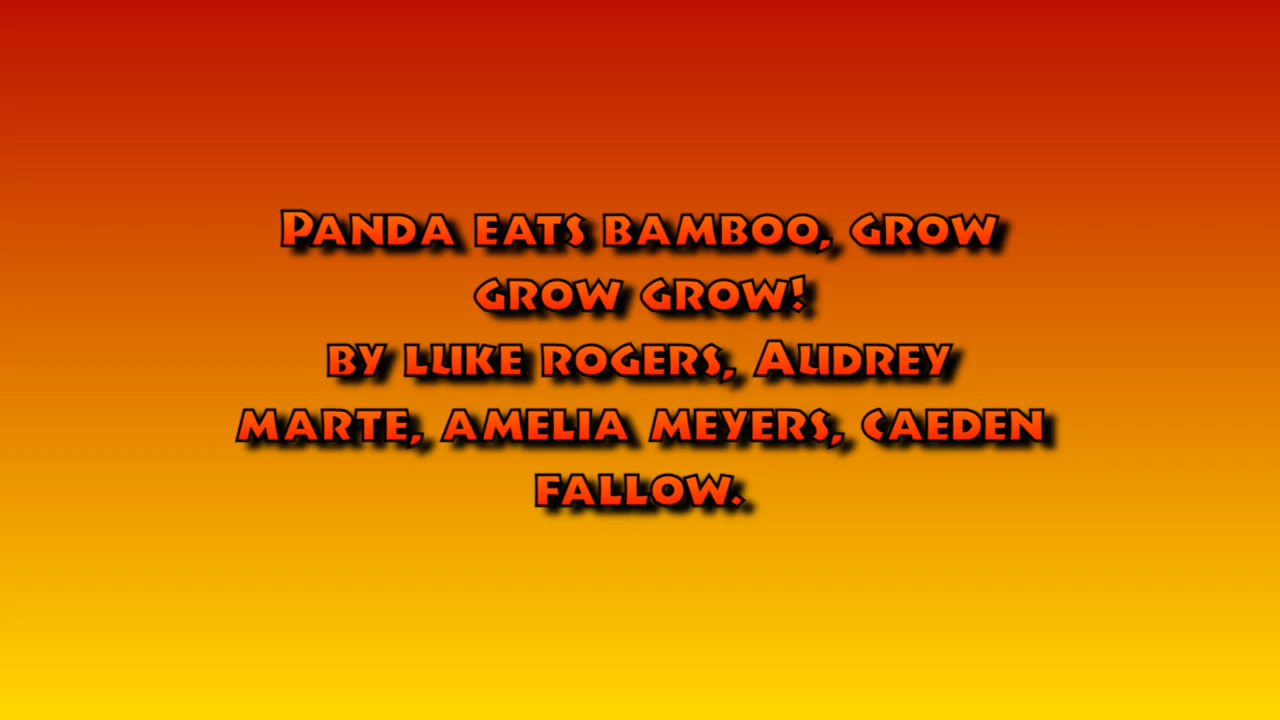 Panda eats bamboo, grow
grow grow!
by luke rogers, Audrey
marte, amelia meyers, caeden
fallow.